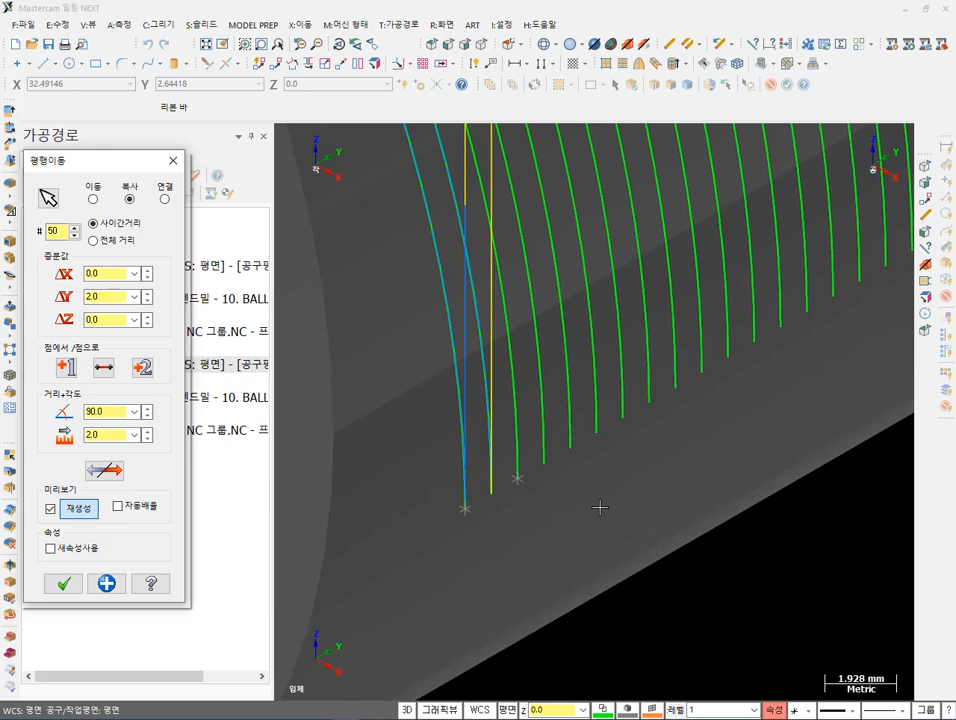 Mastercam 밀링 NEXT
F:파일 E:수정 V:뷰 A:측정 C:그리기 S:솔리드 MODEL PREP X:이동 M:머신 형태 T:가공경로 R:화면 ART I:설정 H:도움말
X 32.49146 Y 2.64418 Z 0.0
리본 바
가공경로
평행이동
이동 복사 연결
# 50 사이간거리
전체 거리
증분값
ΔX 0.0
ΔY 2.0
ΔZ 0.0
점에서 /점으로
+1 +2
거리+각도
90.0
2.0
미리보기
재생성 자동배율
속성
새속성사용
S: 평면] - [공구평
엔드밀 - 10. BALL
NC 그룹.NC - 프
S: 평면] - [공구평
엔드밀 - 10. BALL
NC 그룹.NC - 프
Z Y X
작
Z Y X
공
Z Y X
입체
1.928 mm
Metric
WCS: 평면 공구/작업평면: 평면 3D 그래픽뷰 WCS 평면 Z 0.0 레벨 1 속성 그룹 ?